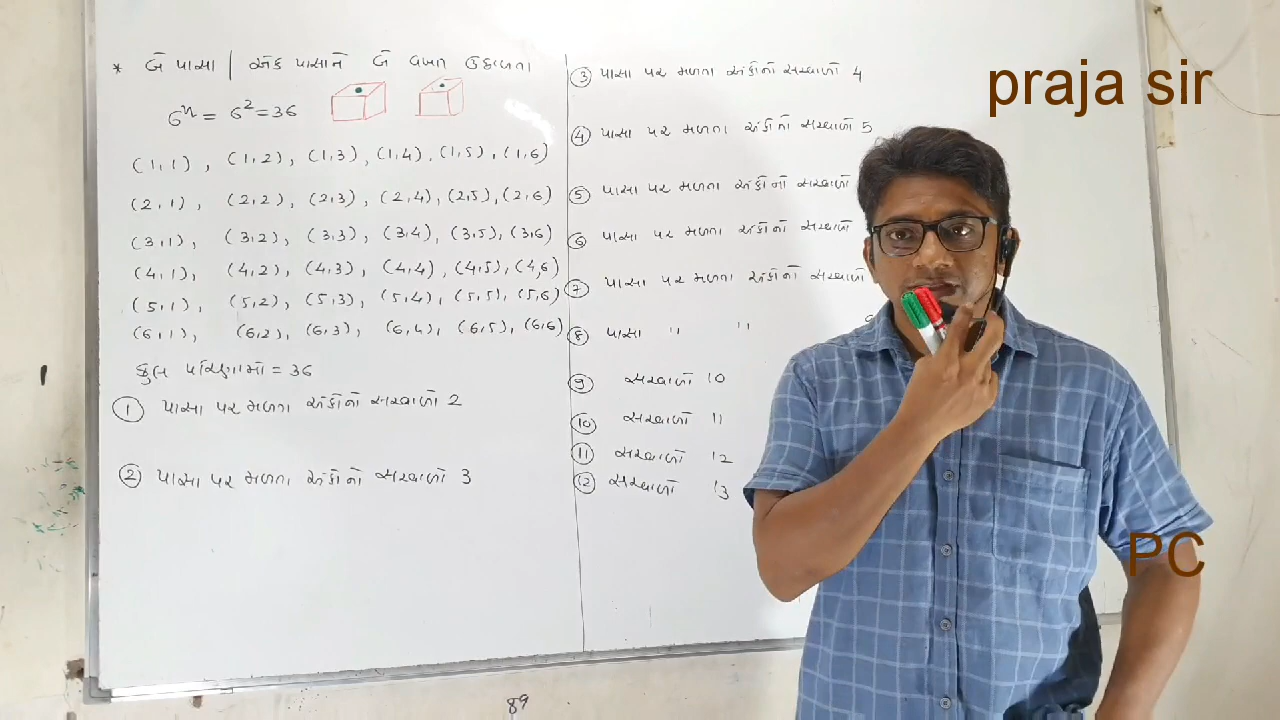 * બે પાસા | એક પાસાને બે વખત ઉછાળતા
6ⁿ = 6² = 36
(1,1), (1,2), (1,3), (1,4), (1,5), (1,6)
(2,1), (2,2), (2,3), (2,4), (2,5), (2,6)
(3,1), (3,2), (3,3), (3,4), (3,5), (3,6)
(4,1), (4,2), (4,3), (4,4), (4,5), (4,6)
(5,1), (5,2), (5,3), (5,4), (5,5), (5,6)
(6,1), (6,2), (6,3), (6,4), (6,5), (6,6)
કુલ પરિણામો = 36
① પાસા પર મળતા અંકોનો સરવાળો 2
② પાસા પર મળતા અંકોનો સરવાળો 3
③ પાસા પર મળતા અંકોનો સરવાળો 4
④ પાસા પર મળતા અંકોનો સરવાળો 5
⑤ પાસા પર મળતા અંકોનો સરવાળો
⑥ પાસા પર મળતા અંકોનો સરવાળો
⑦ પાસા પર મળતા અંકોનો સરવાળો
⑧ પાસા " "
⑨ સરવાળો 10
⑩ સરવાળો 11
⑪ સરવાળો 12
⑫ સરવાળો 13
89
praja sir
PC